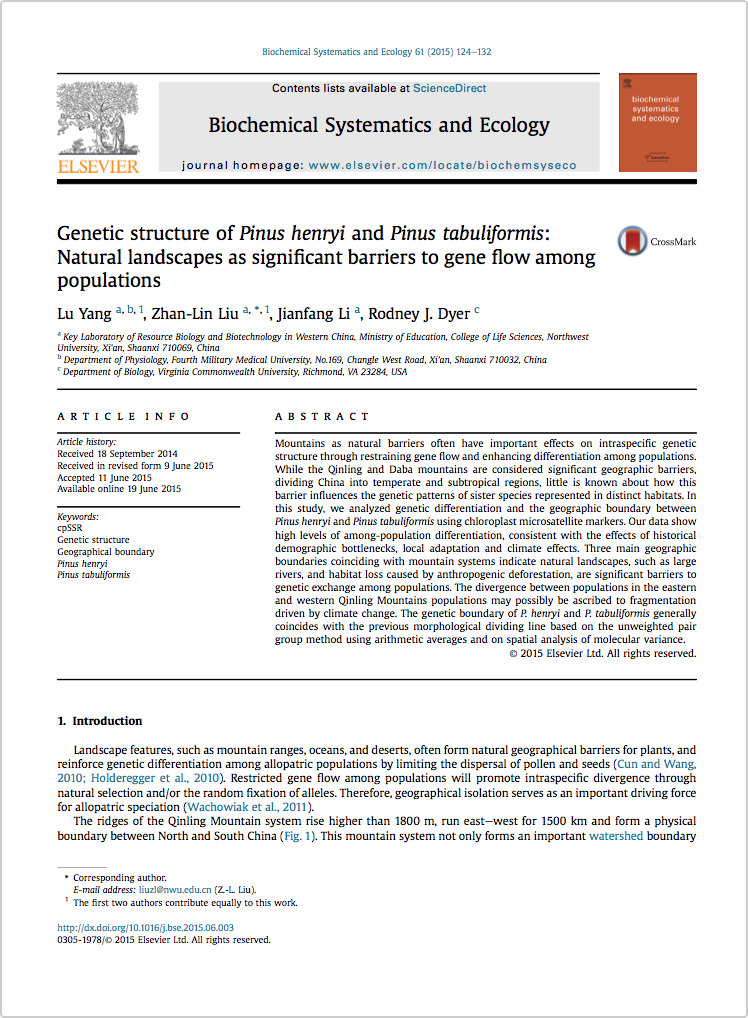 Biochemical Systematics and Ecology 61 (2015) 124–132
ELSEVIER
Contents lists available at ScienceDirect
Biochemical Systematics and Ecology
journal homepage: www.elsevier.com/locate/biochemsyseco
biochemical
systematics
and ecology
Genetic structure of Pinus henryi and Pinus tabuliformis:
Natural landscapes as significant barriers to gene flow among
populations
CrossMark
Lu Yang a, b, 1, Zhan-Lin Liu a, *, 1, Jianfang Li a, Rodney J. Dyer c
a Key Laboratory of Resource Biology and Biotechnology in Western China, Ministry of Education, College of Life Sciences, Northwest
University, Xi'an, Shaanxi 710069, China
b Department of Physiology, Fourth Military Medical University, No.169, Changle West Road, Xi'an, Shaanxi 710032, China
c Department of Biology, Virginia Commonwealth University, Richmond, VA 23284, USA
ARTICLE INFO
Article history:
Received 18 September 2014
Received in revised form 9 June 2015
Accepted 11 June 2015
Available online 19 June 2015
Keywords:
cpSSR
Genetic structure
Geographical boundary
Pinus henryi
Pinus tabuliformis
ABSTRACT
Mountains as natural barriers often have important effects on intraspecific genetic
structure through restraining gene flow and enhancing differentiation among populations.
While the Qinling and Daba mountains are considered significant geographic barriers,
dividing China into temperate and subtropical regions, little is known about how this
barrier influences the genetic patterns of sister species represented in distinct habitats. In
this study, we analyzed genetic differentiation and the geographic boundary between
Pinus henryi and Pinus tabuliformis using chloroplast microsatellite markers. Our data show
high levels of among-population differentiation, consistent with the effects of historical
demographic bottlenecks, local adaptation and climate effects. Three main geographic
boundaries coinciding with mountain systems indicate natural landscapes, such as large
rivers, and habitat loss caused by anthropogenic deforestation, are significant barriers to
genetic exchange among populations. The divergence between populations in the eastern
and western Qinling Mountains populations may possibly be ascribed to fragmentation
driven by climate change. The genetic boundary of P. henryi and P. tabuliformis generally
coincides with the previous morphological dividing line based on the unweighted pair
group method using arithmetic averages and on spatial analysis of molecular variance.
© 2015 Elsevier Ltd. All rights reserved.
1. Introduction
Landscape features, such as mountain ranges, oceans, and deserts, often form natural geographical barriers for plants, and
reinforce genetic differentiation among allopatric populations by limiting the dispersal of pollen and seeds (Cun and Wang,
2010; Holderegger et al., 2010). Restricted gene flow among populations will promote intraspecific divergence through
natural selection and/or the random fixation of alleles. Therefore, geographical isolation serves as an important driving force
for allopatric speciation (Wachowiak et al., 2011).
The ridges of the Qinling Mountain system rise higher than 1800 m, run east–west for 1500 km and form a physical
boundary between North and South China (Fig. 1). This mountain system not only forms an important watershed boundary
* Corresponding author.
E-mail address: liuzl@nwu.edu.cn (Z.-L. Liu).
1 The first two authors contribute equally to this work.
http://dx.doi.org/10.1016/j.bse.2015.06.003
0305-1978/© 2015 Elsevier Ltd. All rights reserved.